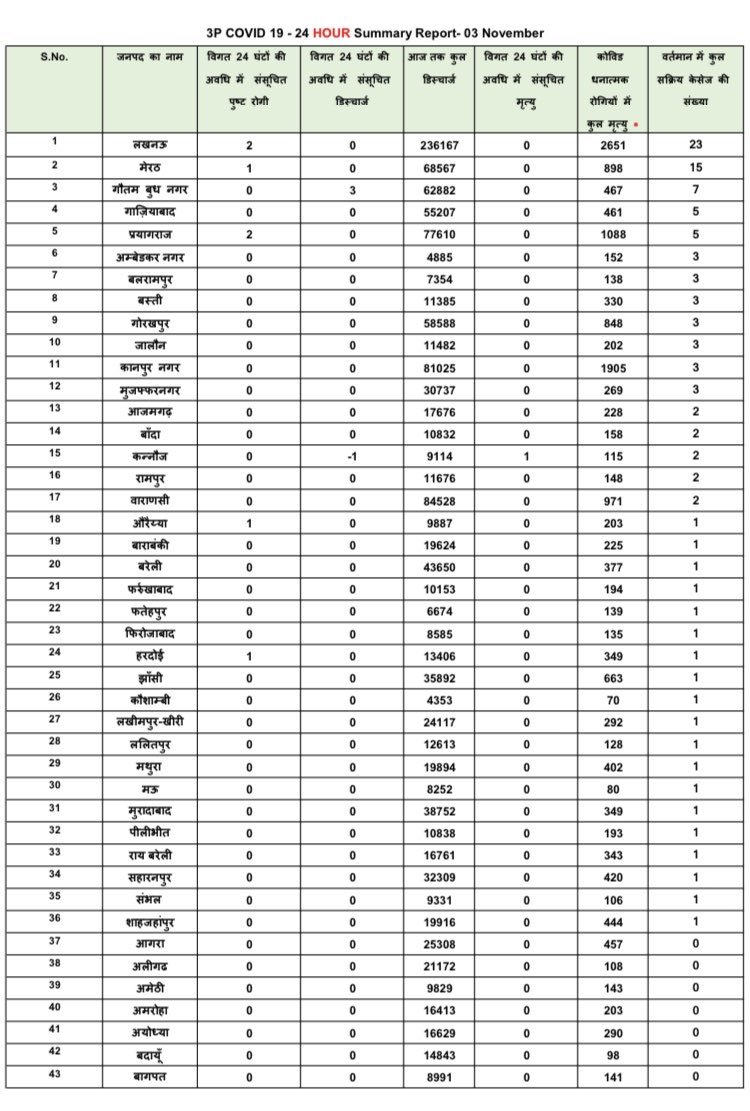 3P COVID 19 - 24 HOUR Summary Report- 03 November
S.No. जनपद का नाम विगत 24 घंटों की अवधि में संसूचित पुष्ट रोगी विगत 24 घंटों की अवधि में संसूचित डिस्चार्ज आज तक कुल डिस्चार्ज विगत 24 घंटों की अवधि में संसूचित मृत्यु कोविड धनात्मक रोगियों में कुल मृत्यु * वर्तमान में कुल सक्रिय केसेज की संख्या
1 लखनऊ 2 0 236167 0 2651 23
2 मेरठ 1 0 68567 0 898 15
3 गौतम बुध नगर 0 3 62882 0 467 7
4 गाज़ियाबाद 0 0 55207 0 461 5
5 प्रयागराज 2 0 77610 0 1088 5
6 अम्बेडकर नगर 0 0 4885 0 152 3
7 बलरामपुर 0 0 7354 0 138 3
8 बस्ती 0 0 11385 0 330 3
9 गोरखपुर 0 0 58588 0 848 3
10 जालौन 0 0 11482 0 202 3
11 कानपुर नगर 0 0 81025 0 1905 3
12 मुजफ्फरनगर 0 0 30737 0 269 3
13 आजमगढ़ 0 0 17676 0 228 2
14 बाँदा 0 0 10832 0 158 2
15 कन्नौज 0 -1 9114 1 115 2
16 रामपुर 0 0 11676 0 148 2
17 वाराणसी 0 0 84528 0 971 2
18 औरैय्या 1 0 9887 0 203 1
19 बाराबंकी 0 0 19624 0 225 1
20 बरेली 0 0 43650 0 377 1
21 फर्रुखाबाद 0 0 10153 0 194 1
22 फतेहपुर 0 0 6674 0 139 1
23 फिरोजाबाद 0 0 8585 0 135 1
24 हरदोई 1 0 13406 0 349 1
25 झाँसी 0 0 35892 0 663 1
26 कौशाम्बी 0 0 4353 0 70 1
27 लखीमपुर-खीरी 0 0 24117 0 292 1
28 ललितपुर 0 0 12613 0 128 1
29 मथुरा 0 0 19894 0 402 1
30 मऊ 0 0 8252 0 80 1
31 मुरादाबाद 0 0 38752 0 349 1
32 पीलीभीत 0 0 10838 0 193 1
33 राय बरेली 0 0 16761 0 343 1
34 सहारनपुर 0 0 32309 0 420 1
35 संभल 0 0 9331 0 106 1
36 शाहजहांपुर 0 0 19916 0 444 1
37 आगरा 0 0 25308 0 457 0
38 अलीगढ 0 0 21172 0 108 0
39 अमेठी 0 0 9829 0 143 0
40 अमरोहा 0 0 16413 0 203 0
41 अयोध्या 0 0 16629 0 290 0
42 बदायूँ 0 0 14843 0 98 0
43 बागपत 0 0 8991 0 141 0